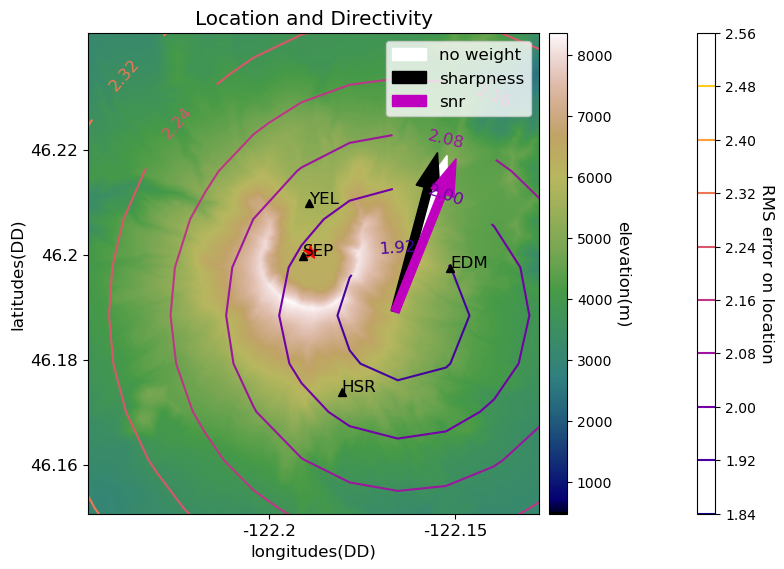 Location and Directivity
no weight
sharpness
snr
2.32
2.24
2.08
2.00
1.92
YEL
SEP
EDM
HSR
46.22
46.2
46.18
46.16
latitudes(DD)
-122.2
-122.15
longitudes(DD)
8000
7000
6000
5000
4000
3000
2000
1000
elevation(m)
2.56
2.48
2.40
2.32
2.24
2.16
2.08
2.00
1.92
1.84
RMS error on location